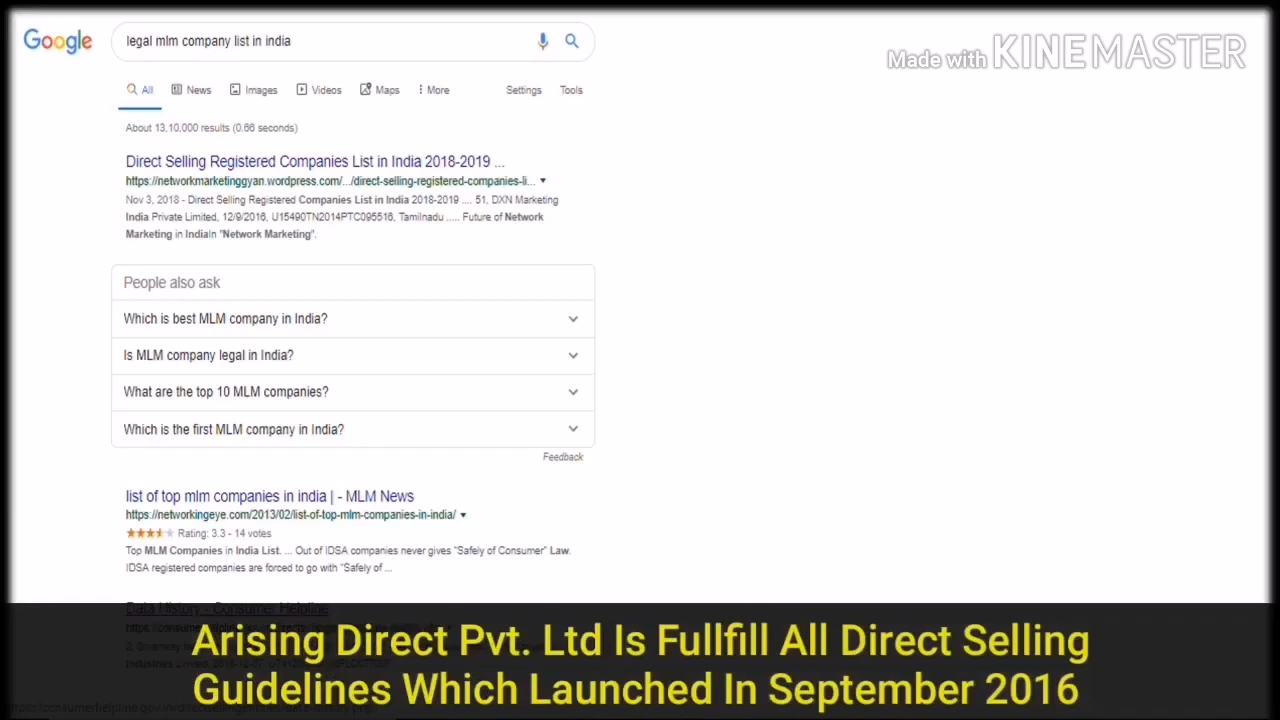 Google
legal mlm company list in india
Made with KINEMASTER
All News Images Videos Maps More Settings Tools
About 13,10,000 results (0.66 seconds)
Direct Selling Registered Companies List in India 2018-2019 ...
https://networkmarketinggyan.wordpress.com/.../direct-selling-registered-companies-li...
Nov 3, 2018 - Direct Selling Registered Companies List in India 2018-2019 .... 51, DXN Marketing
India Private Limited, 12/9/2016, U15490TN2014PTC095516, Tamilnadu ..... Future of Network
Marketing in IndiaIn "Network Marketing".
People also ask
Which is best MLM company in India?
Is MLM company legal in India?
What are the top 10 MLM companies?
Which is the first MLM company in India?
Feedback
list of top mlm companies in india | - MLM News
https://networkingeye.com/2013/02/list-of-top-mlm-companies-in-india/
Rating: 3.3 - 14 votes
Top MLM Companies in India List. ... Out of IDSA companies never gives "Safely of Consumer" Law.
IDSA registered companies are forced to go with "Safely of ...
Data History - Consumer Helpline
Arising Direct Pvt. Ltd Is Fullfill All Direct Selling
Guidelines Which Launched In September 2016